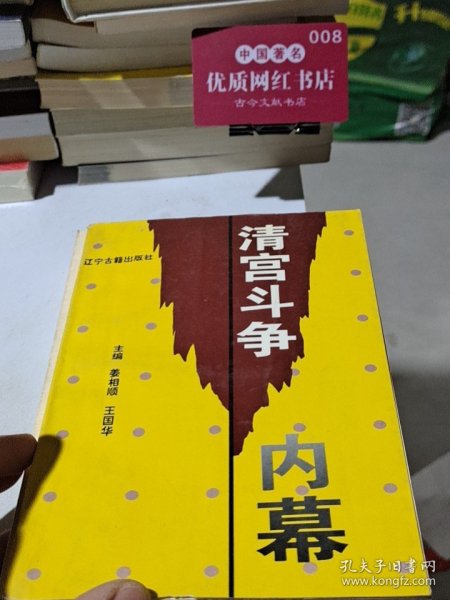 008
中国著名
优质网红书店
古今文献书店
辽宁古籍出版社
清宫斗争
内幕
主编 姜相顺 王国华
孔夫子旧书网
www.kongfz.com